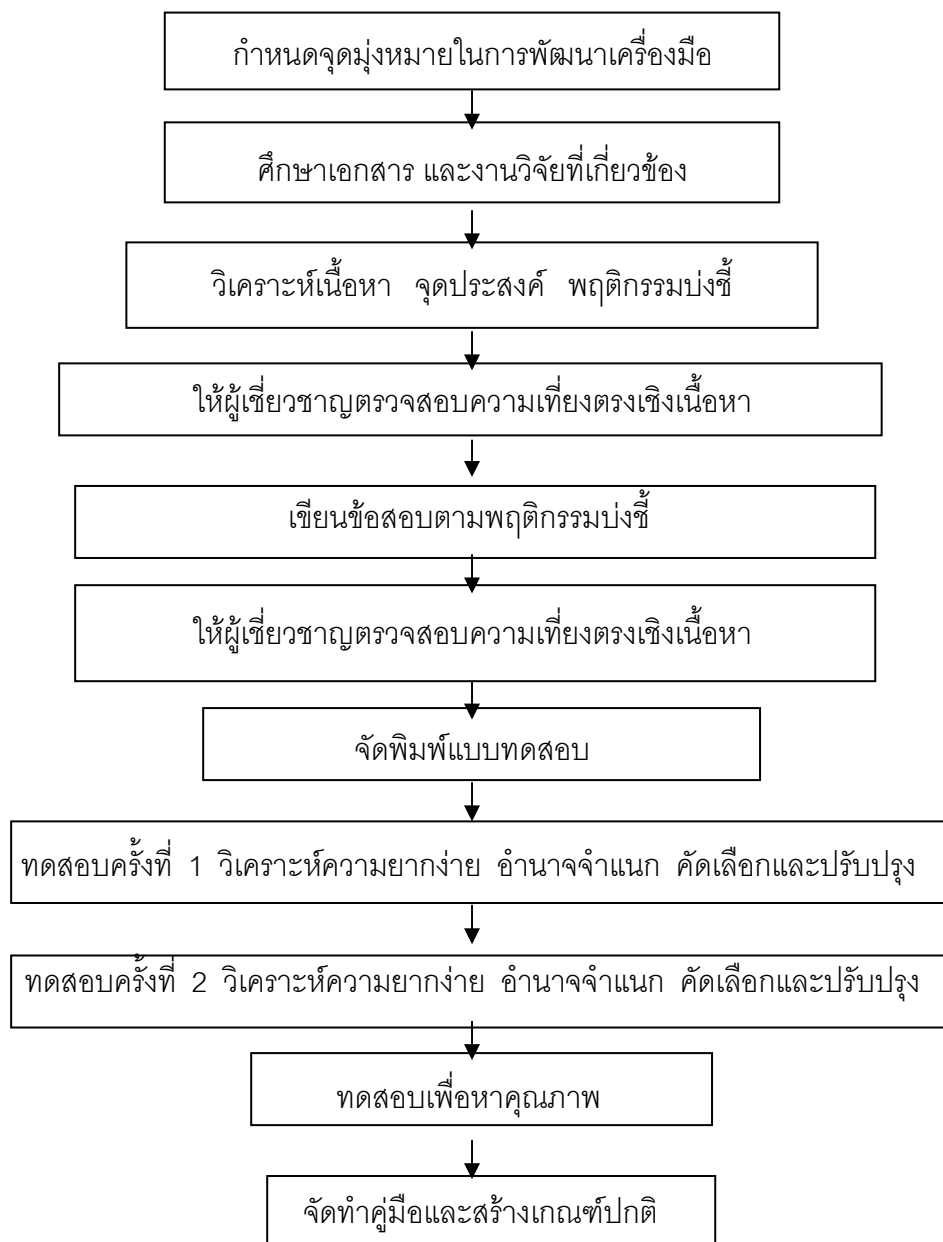 กำหนดจุดมุ่งหมายในการพัฒนาเครื่องมือ
ศึกษาเอกสาร และงานวิจัยที่เกี่ยวข้อง
วิเคราะห์เนื้อหา จุดประสงค์ พฤติกรรมบ่งชี้
ให้ผู้เชี่ยวชาญตรวจสอบความเที่ยงตรงเชิงเนื้อหา
เขียนข้อสอบตามพฤติกรรมบ่งชี้
ให้ผู้เชี่ยวชาญตรวจสอบความเที่ยงตรงเชิงเนื้อหา
จัดพิมพ์แบบทดสอบ
ทดสอบครั้งที่ 1 วิเคราะห์ความยากง่าย อำนาจจำแนก คัดเลือกและปรับปรุง
ทดสอบครั้งที่ 2 วิเคราะห์ความยากง่าย อำนาจจำแนก คัดเลือกและปรับปรุง
ทดสอบเพื่อหาคุณภาพ
จัดทำคู่มือและสร้างเกณฑ์ปกติ